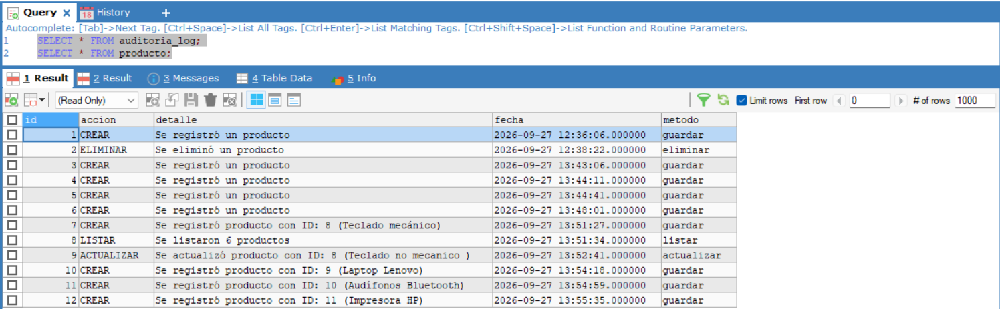 Query History +
Autocomplete: [Tab]->Next Tag. [Ctrl+Space]->List All Tags. [Ctrl+Enter]->List Matching Tags. [Ctrl+Shift+Space]->List Function and Routine Parameters.
1 SELECT * FROM auditoria_log;
2 SELECT * FROM producto;
1 Result 2 Result 3 Messages 4 Table Data 5 Info
(Read Only) Limit rows First row 0 # of rows 1000
id accion detalle fecha metodo
1 CREAR Se registró un producto 2026-09-27 12:36:06.000000 guardar
2 ELIMINAR Se eliminó un producto 2026-09-27 12:38:22.000000 eliminar
3 CREAR Se registró un producto 2026-09-27 13:43:06.000000 guardar
4 CREAR Se registró un producto 2026-09-27 13:44:11.000000 guardar
5 CREAR Se registró un producto 2026-09-27 13:44:41.000000 guardar
6 CREAR Se registró un producto 2026-09-27 13:48:01.000000 guardar
7 CREAR Se registró producto con ID: 8 (Teclado mecánico) 2026-09-27 13:51:27.000000 guardar
8 LISTAR Se listaron 6 productos 2026-09-27 13:51:34.000000 listar
9 ACTUALIZAR Se actualizó producto con ID: 8 (Teclado no mecanico ) 2026-09-27 13:52:41.000000 actualizar
10 CREAR Se registró producto con ID: 9 (Laptop Lenovo) 2026-09-27 13:54:18.000000 guardar
11 CREAR Se registró producto con ID: 10 (Audífonos Bluetooth) 2026-09-27 13:54:59.000000 guardar
12 CREAR Se registró producto con ID: 11 (Impresora HP) 2026-09-27 13:55:35.000000 guardar